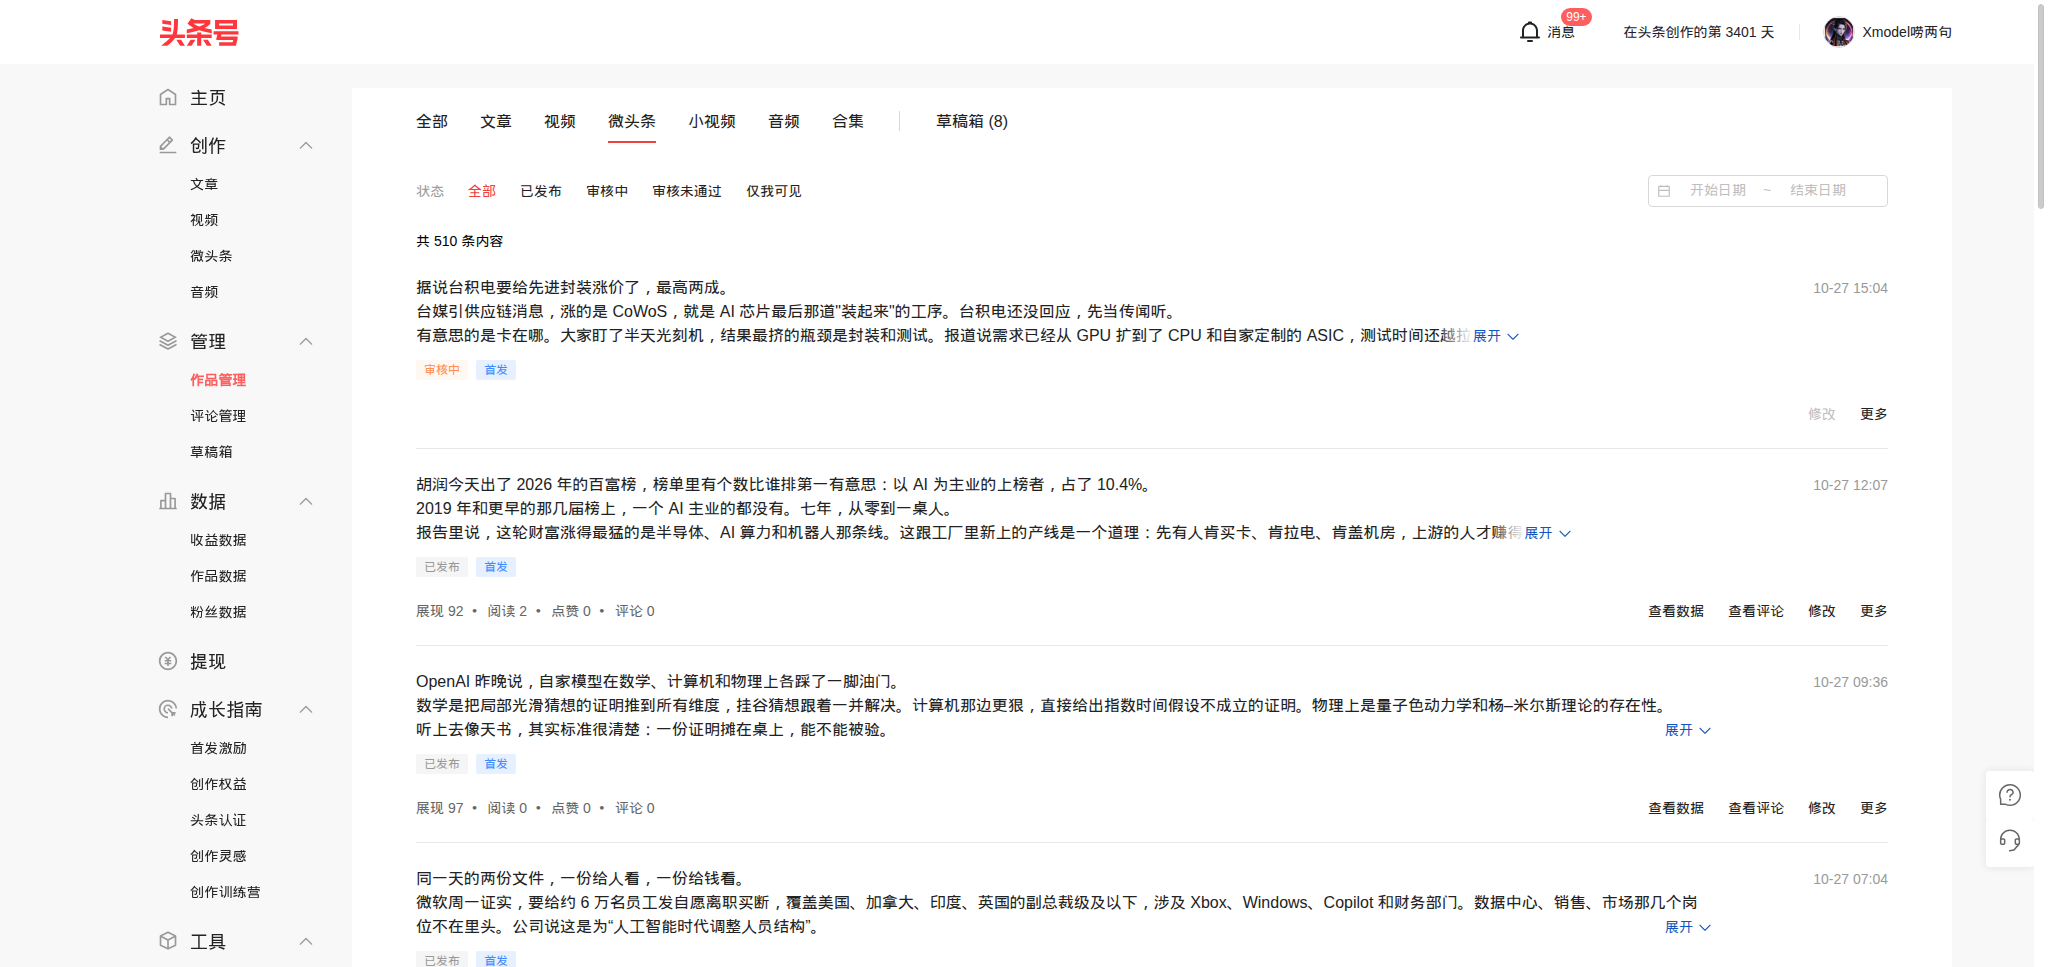 头条号
消息
99+
在头条创作的第 3401 天
Xmodel唠两句
主页
创作
文章
视频
微头条
音频
管理
作品管理
评论管理
草稿箱
数据
收益数据
作品数据
粉丝数据
提现
成长指南
首发激励
创作权益
头条认证
创作灵感
创作训练营
工具
全部 文章 视频 微头条 小视频 音频 合集 草稿箱 (8)
状态 全部 已发布 审核中 审核未通过 仅我可见
开始日期 ~ 结束日期
共 510 条内容
据说台积电要给先进封装涨价了，最高两成。
10-27 15:04
台媒引供应链消息，涨的是 CoWoS，就是 AI 芯片最后那道"装起来"的工序。台积电还没回应，先当传闻听。
有意思的是卡在哪。大家盯了半天光刻机，结果最挤的瓶颈是封装和测试。报道说需求已经从 GPU 扩到了 CPU 和自家定制的 ASIC，测试时间还越拉 展开
审核中 首发
修改 更多
胡润今天出了 2026 年的百富榜，榜单里有个数比谁排第一有意思：以 AI 为主业的上榜者，占了 10.4%。
10-27 12:07
2019 年和更早的那几届榜上，一个 AI 主业的都没有。七年，从零到一桌人。
报告里说，这轮财富涨得最猛的是半导体、AI 算力和机器人那条线。这跟工厂里新上的产线是一个道理：先有人肯买卡、肯拉电、肯盖机房，上游的人才赚得 展开
已发布 首发
展现 92 • 阅读 2 • 点赞 0 • 评论 0
查看数据 查看评论 修改 更多
OpenAI 昨晚说，自家模型在数学、计算机和物理上各踩了一脚油门。
10-27 09:36
数学是把局部光滑猜想的证明推到所有维度，挂谷猜想跟着一并解决。计算机那边更狠，直接给出指数时间假设不成立的证明。物理上是量子色动力学和杨–米尔斯理论的存在性。
听上去像天书，其实标准很清楚：一份证明摊在桌上，能不能被验。
展开
已发布 首发
展现 97 • 阅读 0 • 点赞 0 • 评论 0
查看数据 查看评论 修改 更多
同一天的两份文件，一份给人看，一份给钱看。
10-27 07:04
微软周一证实，要给约 6 万名员工发自愿离职买断，覆盖美国、加拿大、印度、英国的副总裁级及以下，涉及 Xbox、Windows、Copilot 和财务部门。数据中心、销售、市场那几个岗
位不在里头。公司说这是为“人工智能时代调整人员结构”。
展开
已发布 首发